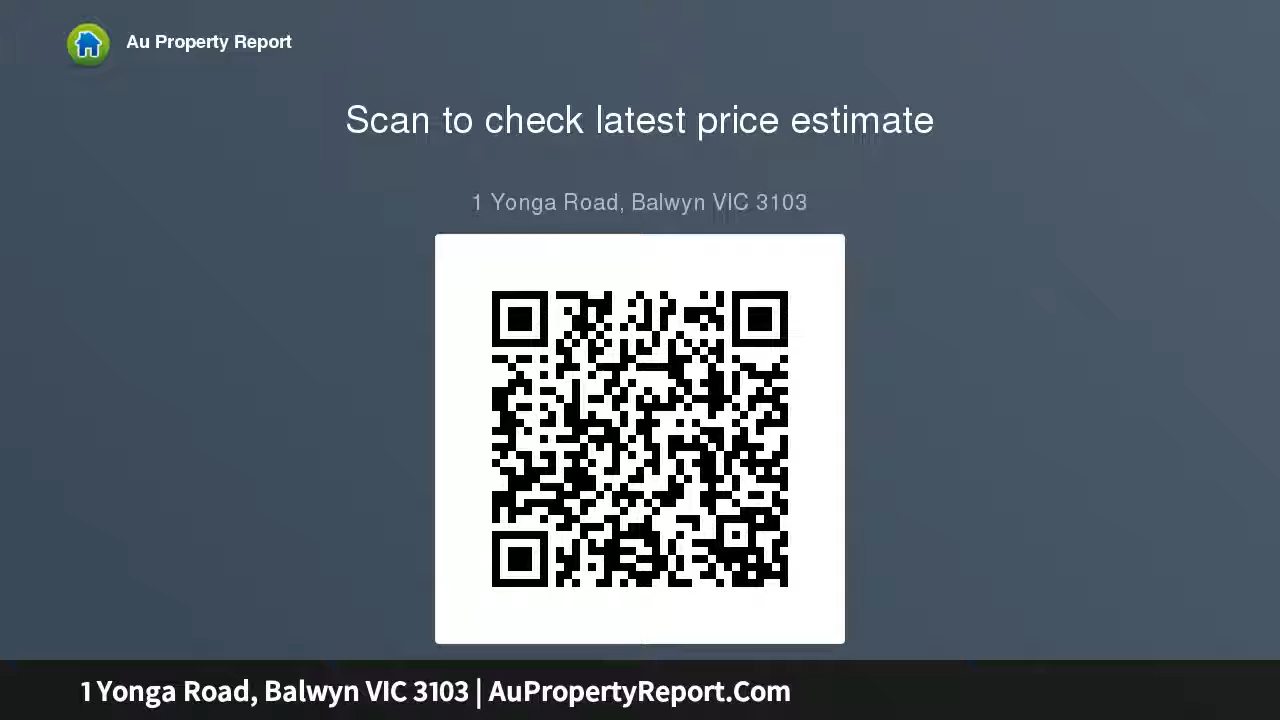 Au Property Report
Scan to check latest price estimate
1 Yonga Road, Balwyn VIC 3103
1 Yonga Road, Balwyn VIC 3103 | AuPropertyReport.Com